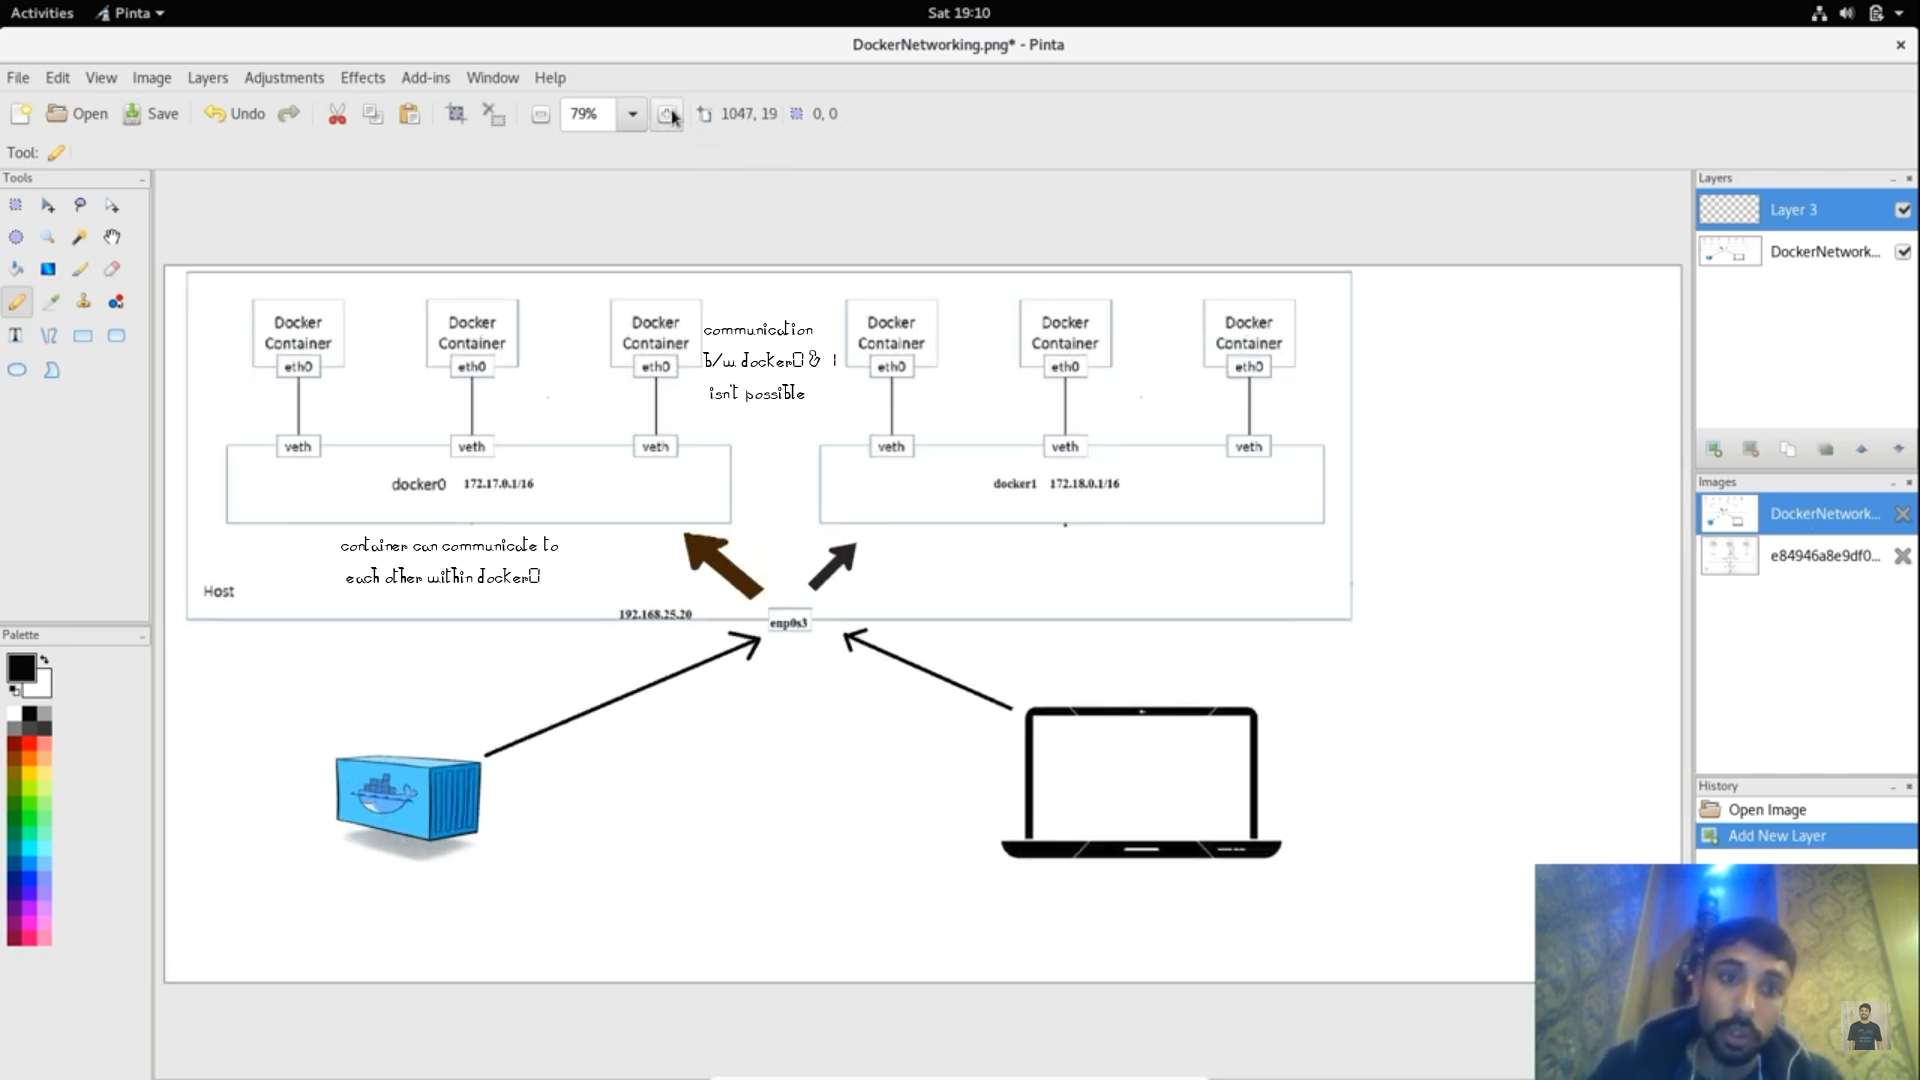 Activities Pinta Sat 19:10
DockerNetworking.png* - Pinta
File Edit View Image Layers Adjustments Effects Add-ins Window Help
Open Save Undo 79% 1047, 19 0, 0
Tool:
Tools
Layers
Layer 3
DockerNetwork...
Docker
Container
eth0
veth
Docker
Container
eth0
veth
Docker
Container
eth0
veth
communication
b/w docker0 & 1
isn't possible
Docker
Container
eth0
veth
Docker
Container
eth0
veth
Docker
Container
eth0
veth
docker0 172.17.0.1/16
docker1 172.18.0.1/16
container can communicate to
each other within docker0
Host
192.168.25.20
enp0s3
Images
DockerNetwork...
e84946a8e9df0...
Palette
History
Open Image
Add New Layer